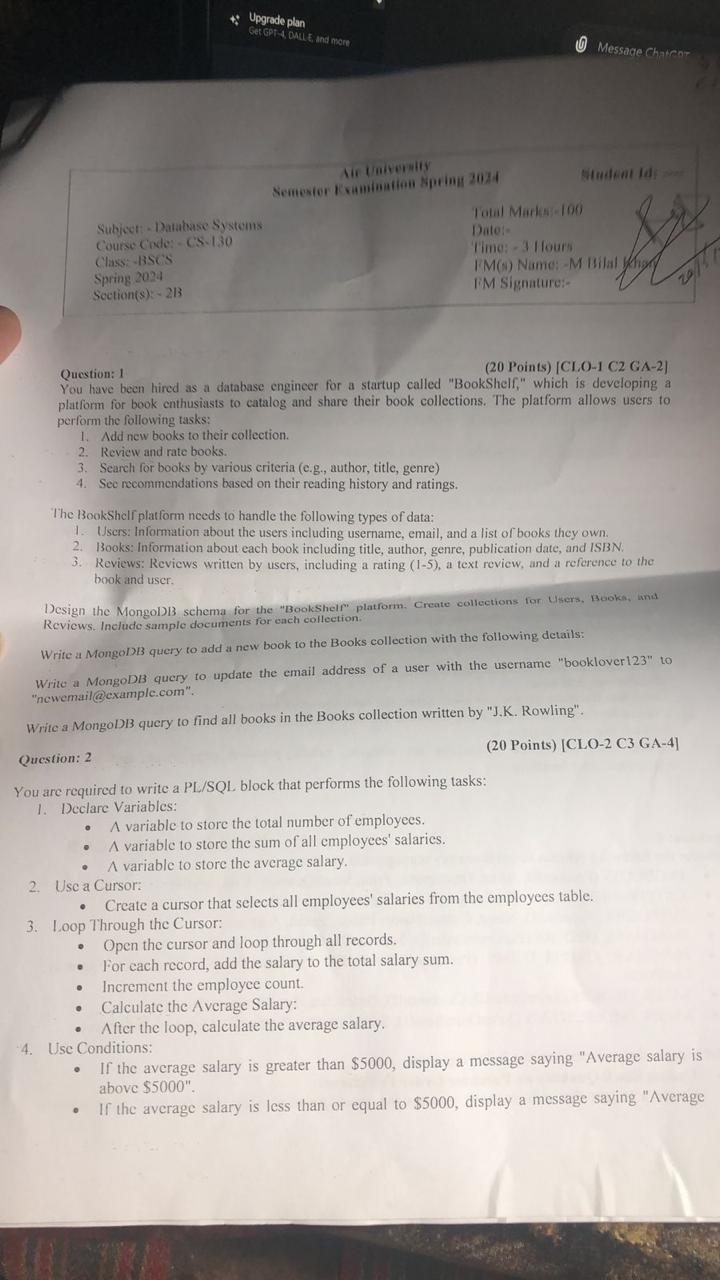 Upgrade plan
Get GPT-4, DALL·E, and more
Message ChatGPT
Air University
Semester Examination Spring 2024
Student Id:
Subject: - Database Systems
Course Code: - CS-130
Class: -BSCS
Spring 2024
Section(s): - 2B
Total Marks:-100
Date:-
Time: - 3 Hours
FM(s) Name: -M Bilal Khan
FM Signature:-
Question: 1 (20 Points) [CLO-1 C2 GA-2]
You have been hired as a database engineer for a startup called "BookShelf," which is developing a
platform for book enthusiasts to catalog and share their book collections. The platform allows users to
perform the following tasks:
1. Add new books to their collection.
2. Review and rate books.
3. Search for books by various criteria (e.g., author, title, genre)
4. See recommendations based on their reading history and ratings.
The BookShelf platform needs to handle the following types of data:
1. Users: Information about the users including username, email, and a list of books they own.
2. Books: Information about each book including title, author, genre, publication date, and ISBN.
3. Reviews: Reviews written by users, including a rating (1-5), a text review, and a reference to the
book and user.
Design the MongoDB schema for the "BookShelf" platform. Create collections for Users, Books, and
Reviews. Include sample documents for each collection.
Write a MongoDB query to add a new book to the Books collection with the following details:
Write a MongoDB query to update the email address of a user with the username "booklover123" to
"newemail@example.com".
Write a MongoDB query to find all books in the Books collection written by "J.K. Rowling".
Question: 2 (20 Points) [CLO-2 C3 GA-4]
You are required to write a PL/SQL block that performs the following tasks:
1. Declare Variables:
• A variable to store the total number of employees.
• A variable to store the sum of all employees' salaries.
• A variable to store the average salary.
2. Use a Cursor:
• Create a cursor that selects all employees' salaries from the employees table.
3. Loop Through the Cursor:
• Open the cursor and loop through all records.
• For each record, add the salary to the total salary sum.
• Increment the employee count.
• Calculate the Average Salary:
• After the loop, calculate the average salary.
4. Use Conditions:
• If the average salary is greater than $5000, display a message saying "Average salary is
above $5000".
• If the average salary is less than or equal to $5000, display a message saying "Average